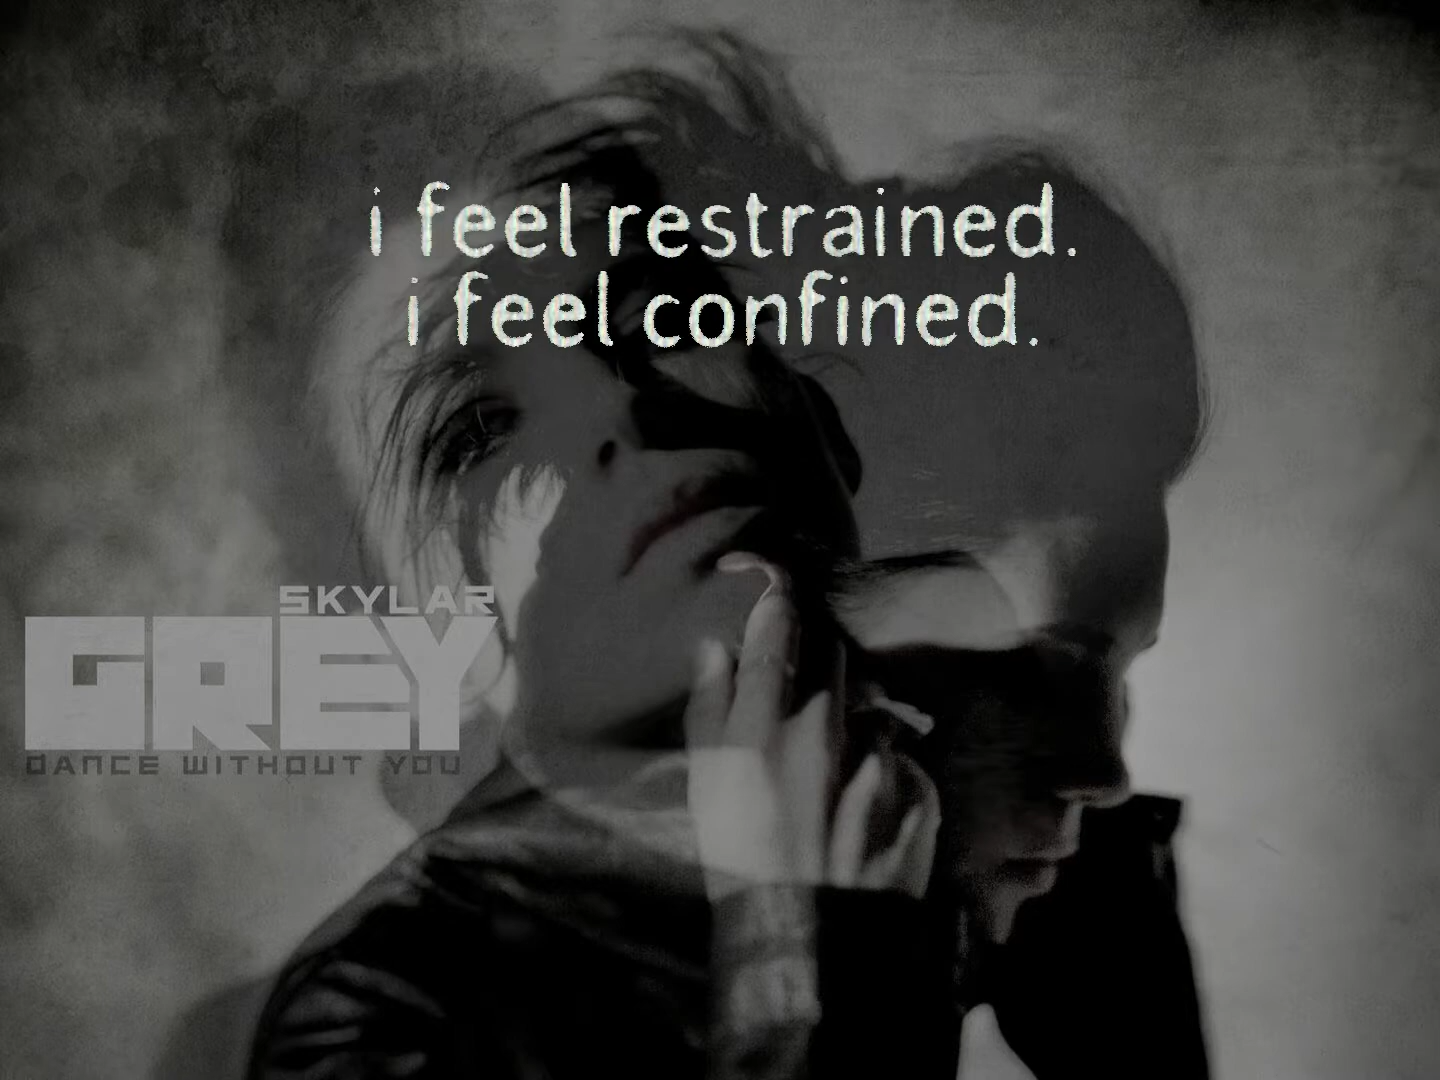 i feel restrained.
i feel confined.
SKYLAR
GREY
DANCE WITHOUT YOU